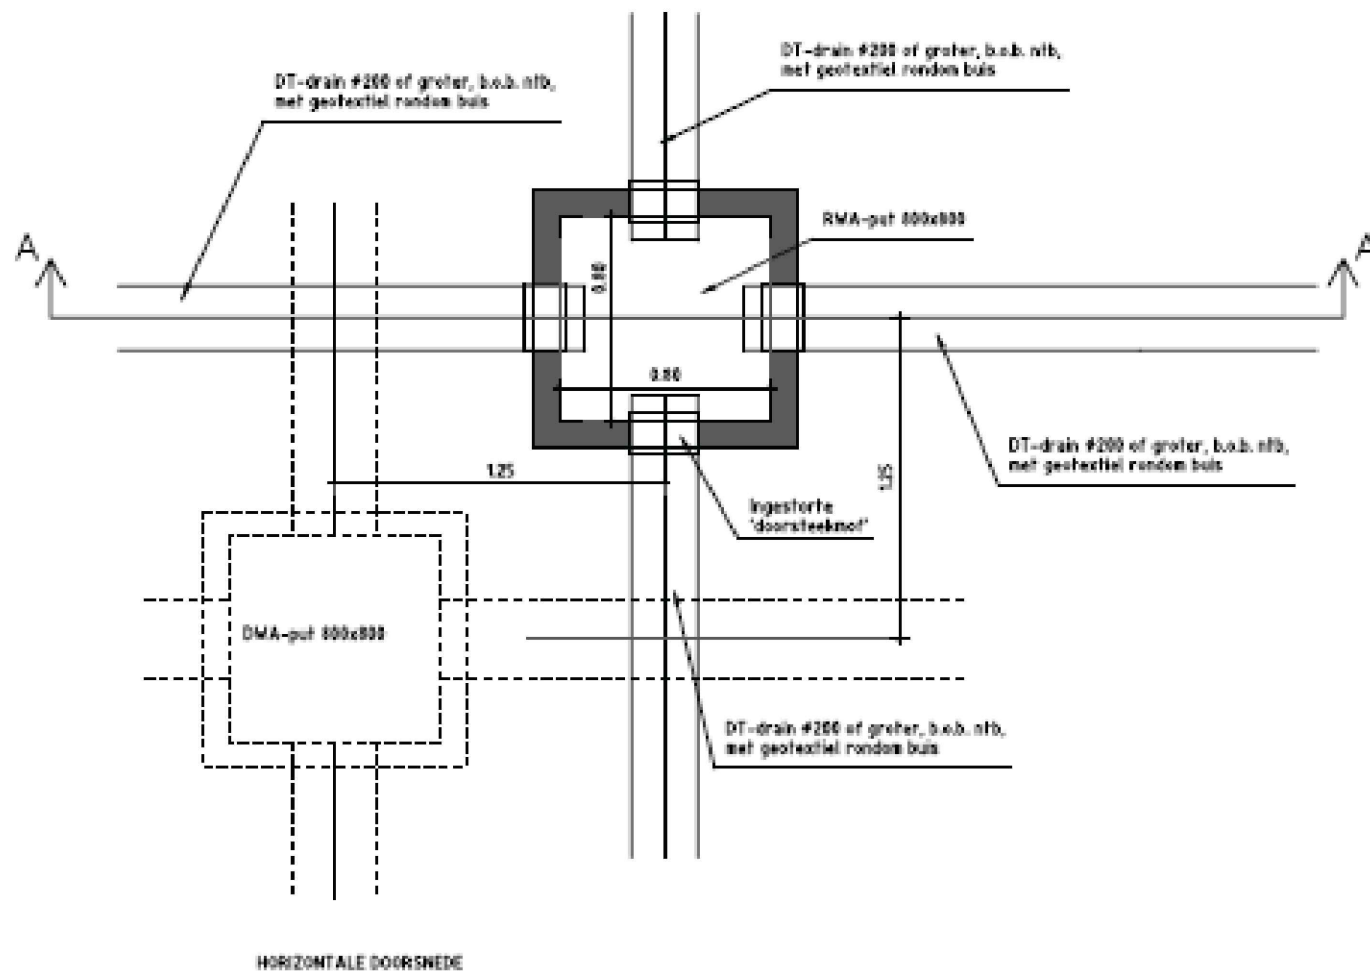 DT-drain #200 of groter, b.o.b. ntb,
met geotextiel rondom buis
DT-drain #200 of groter, b.o.b. ntb,
met geotextiel rondom buis
RWA-put 800x800
A
A
0.80
0.80
DT-drain #200 of groter, b.o.b. ntb,
met geotextiel rondom buis
1.25
1.25
Ingestorte
'doorsteekmof'
DWA-put 800x800
DT-drain #200 of groter, b.o.b. ntb,
met geotextiel rondom buis
HORIZONTALE DOORSNEDE